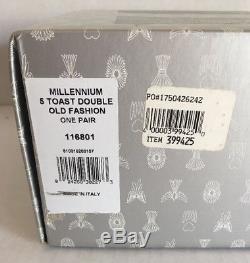 MILLENNIUM
5 TOAST DOUBLE
OLD FASHION
ONE PAIR
116801
MADE IN ITALY
PO#1750426242
ITEM 399425